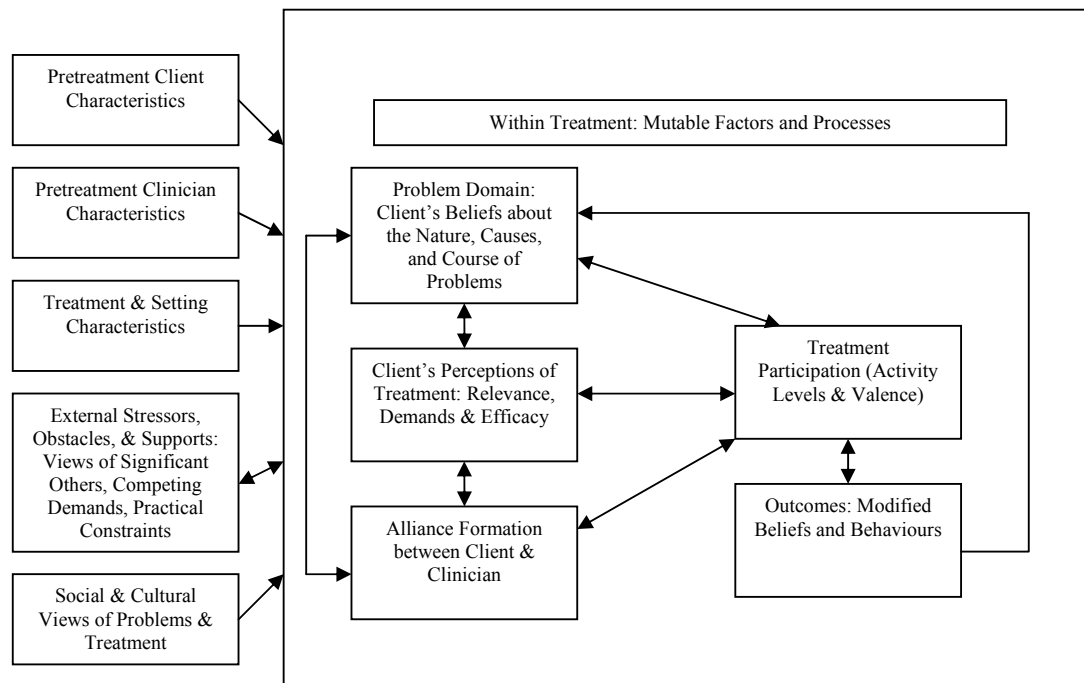 Pretreatment Client
Characteristics
Pretreatment Clinician
Characteristics
Treatment & Setting
Characteristics
External Stressors,
Obstacles, & Supports:
Views of Significant
Others, Competing
Demands, Practical
Constraints
Social & Cultural
Views of Problems &
Treatment
Within Treatment: Mutable Factors and Processes
Problem Domain:
Client’s Beliefs about
the Nature, Causes,
and Course of
Problems
Client’s Perceptions of
Treatment: Relevance,
Demands & Efficacy
Alliance Formation
between Client &
Clinician
Treatment
Participation (Activity
Levels & Valence)
Outcomes: Modified
Beliefs and Behaviours